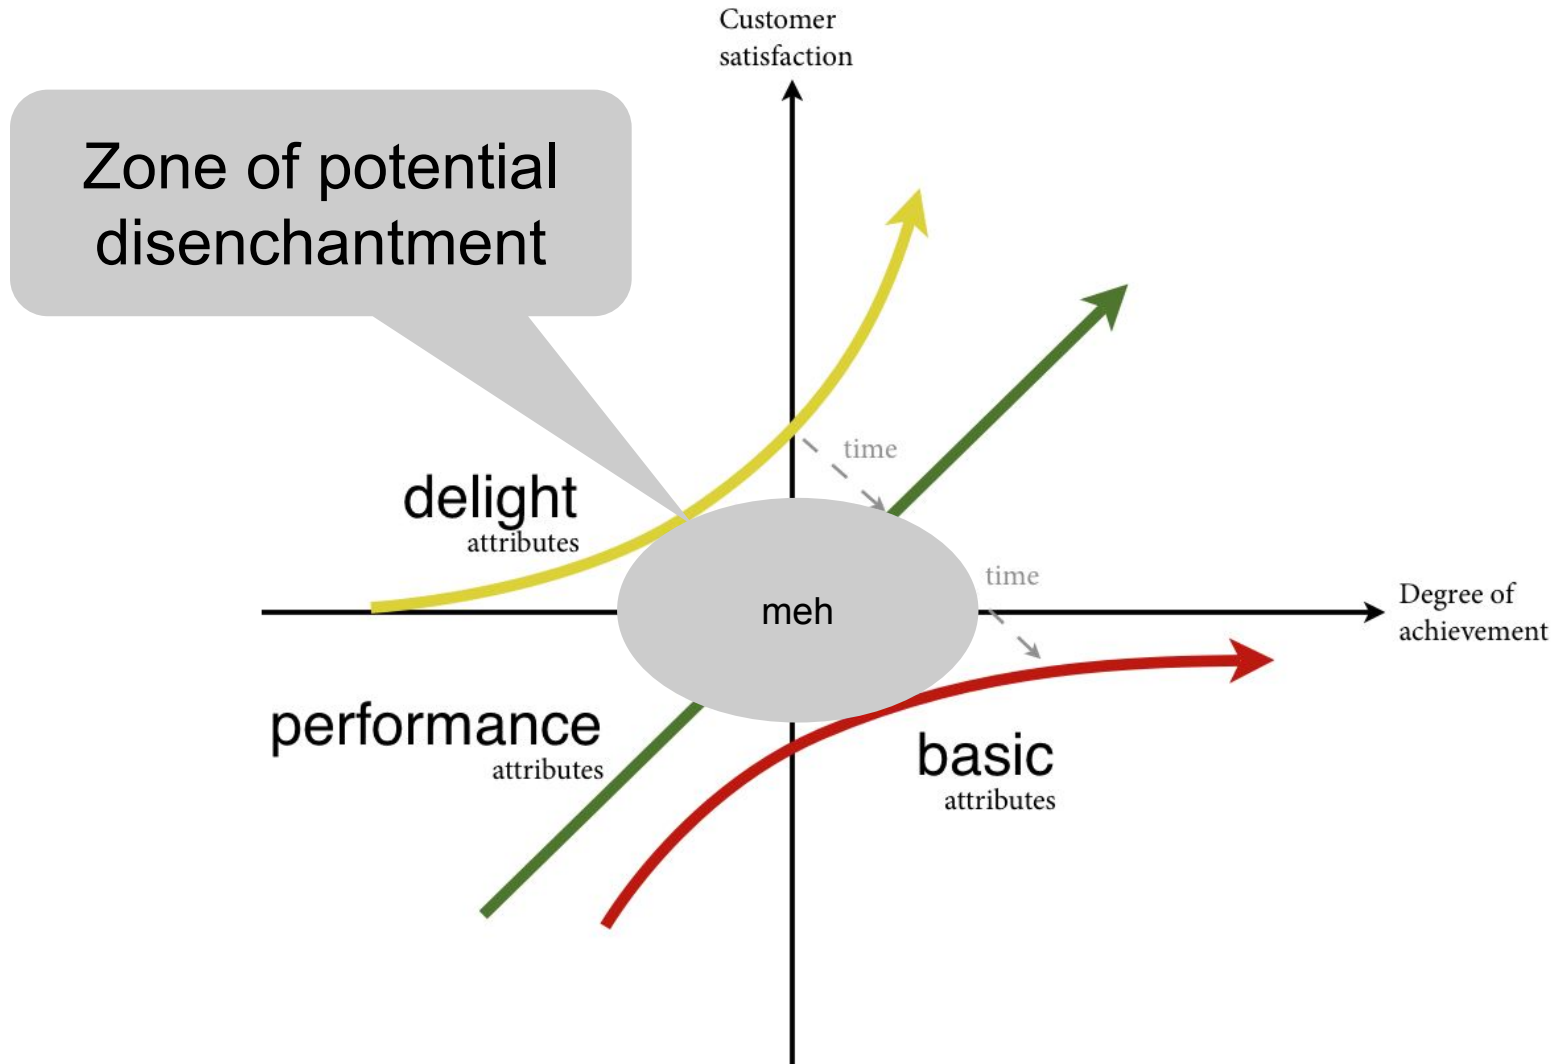 Customer
satisfaction
Zone of potential
disenchantment
time
delight
attributes
time
meh
Degree of
achievement
performance
attributes
basic
attributes